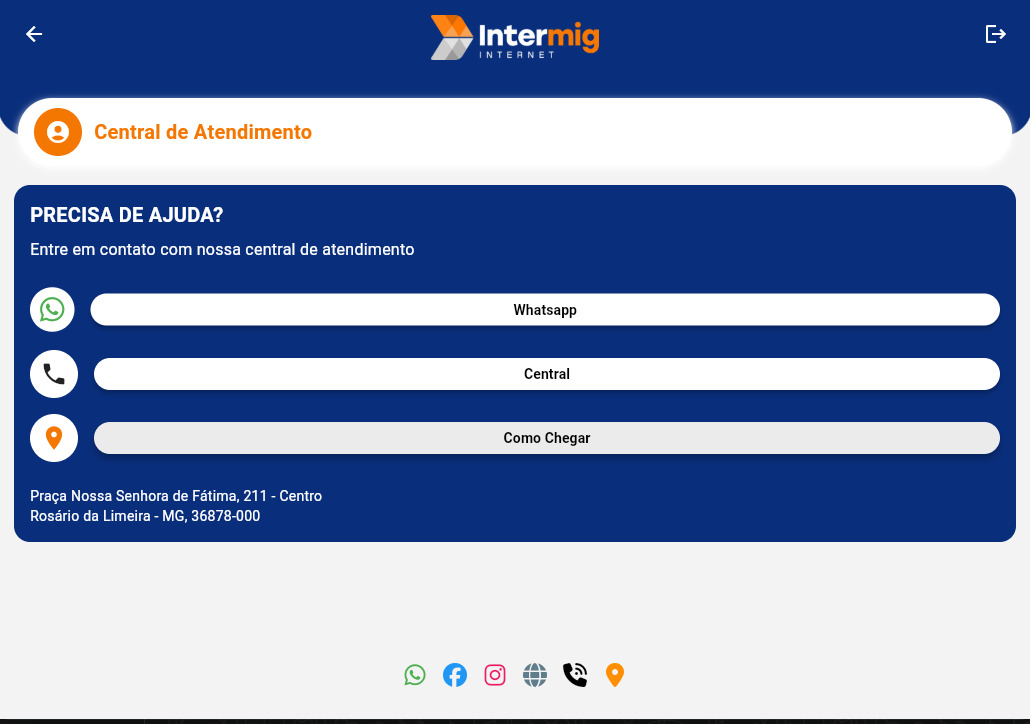 Intermig
INTERNET
Central de Atendimento
PRECISA DE AJUDA?
Entre em contato com nossa central de atendimento
Whatsapp
Central
Como Chegar
Praça Nossa Senhora de Fátima, 211 - Centro
Rosário da Limeira - MG, 36878-000